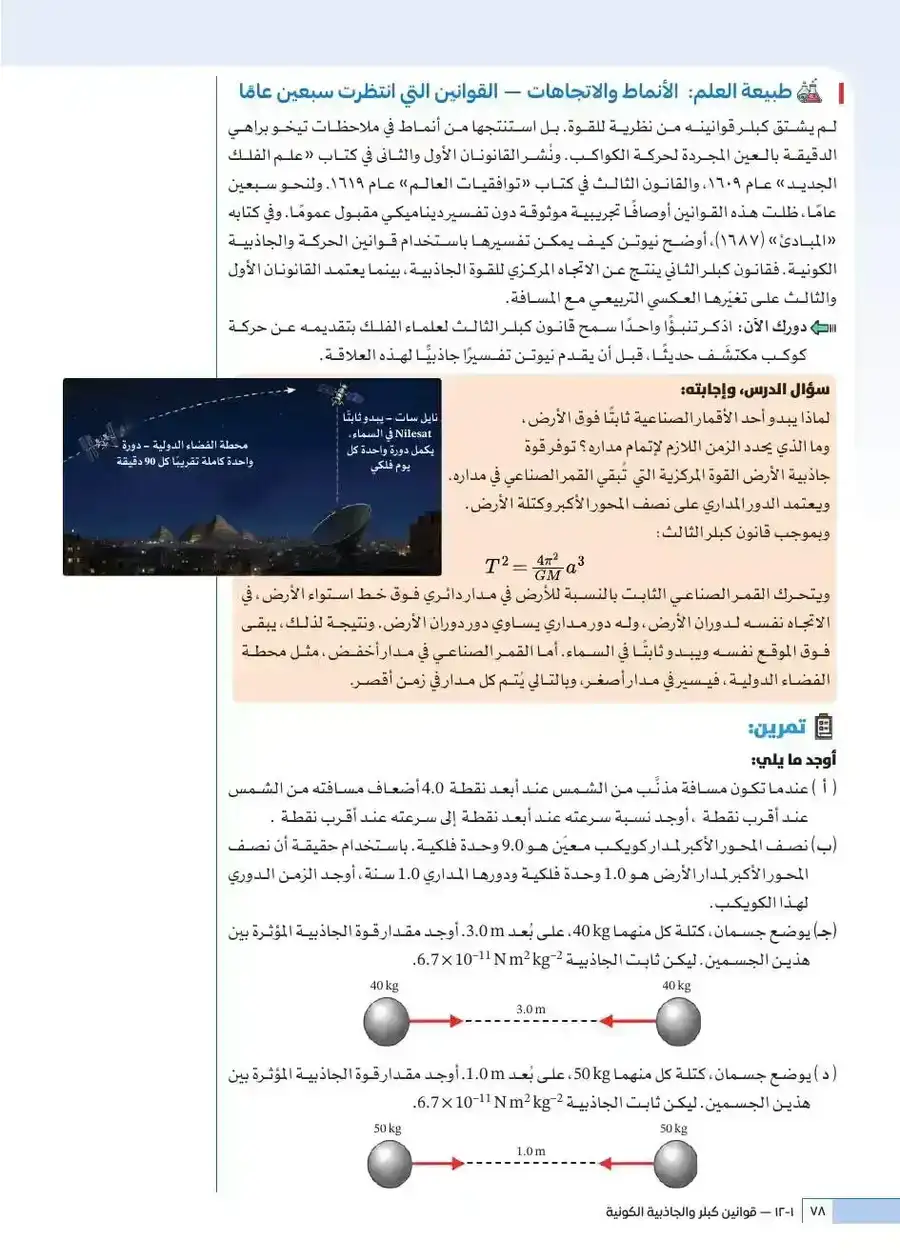 طبيعة العلم: الأنماط والاتجاهات — القوانين التي انتظرت سبعين عامًا
لم يشتق كبلر قوانينه من نظرية للقوة. بل استنتجها من أنماط في ملاحظات تيخو براهي
الدقيقة بالعين المجردة لحركة الكواكب. ونُشر القانونان الأول والثاني في كتاب «علم الفلك
الجديد» عام ١٦٠٩، والقانون الثالث في كتاب «توافقيات العالم» عام ١٦١٩. ولنحو سبعين
عامًا، ظلت هذه القوانين أوصافًا تجريبية موثوقة دون تفسير ديناميكي مقبول عمومًا. وفي كتابه
«المبادئ» (١٦٨٧)، أوضح نيوتن كيف يمكن تفسيرها باستخدام قوانين الحركة والجاذبية
الكونية. فقانون كبلر الثاني ينتج عن الاتجاه المركزي للقوة الجاذبية، بينما يعتمد القانونان الأول
والثالث على تغيّرها العكسي التربيعي مع المسافة.
دورك الآن: اذكر تنبؤًا واحدًا سمح قانون كبلر الثالث لعلماء الفلك بتقديمه عن حركة
كوكب مكتشَف حديثًا، قبل أن يقدم نيوتن تفسيرًا جاذبيًا لهذه العلاقة.
سؤال الدرس، وإجابته:
لماذا يبدو أحد الأقمار الصناعية ثابتًا فوق الأرض،
وما الذي يحدد الزمن اللازم لإتمام مداره؟ توفر قوة
جاذبية الأرض القوة المركزية التي تُبقي القمر الصناعي في مداره.
ويعتمد الدور المداري على نصف المحور الأكبر وكتلة الأرض.
وبموجب قانون كبلر الثالث:
T² = 4π²/GM a³
ويتحرك القمر الصناعي الثابت بالنسبة للأرض في مدار دائري فوق خط استواء الأرض، في
الاتجاه نفسه لدوران الأرض، وله دور مداري يساوي دور دوران الأرض. ونتيجة لذلك، يبقى
فوق الموقع نفسه ويبدو ثابتًا في السماء. أما القمر الصناعي في مدار أخفض، مثل محطة
الفضاء الدولية، فيسير في مدار أصغر، وبالتالي يُتم كل مدار في زمن أقصر.
نايل سات – يبدو ثابتًا
Nilesat في السماء.
يكمل دورة واحدة كل
يوم فلكي
محطة الفضاء الدولية – دورة
واحدة كاملة تقريبًا كل 90 دقيقة
تمرين:
أوجد ما يلي:
(أ) عندما تكون مسافة مذنَّب من الشمس عند أبعد نقطة 4.0 أضعاف مسافته من الشمس
عند أقرب نقطة ، أوجد نسبة سرعته عند أبعد نقطة إلى سرعته عند أقرب نقطة .
(ب) نصف المحور الأكبر لمدار كويكب معيّن هو 9.0 وحدة فلكية. باستخدام حقيقة أن نصف
المحور الأكبر لمدار الأرض هو 1.0 وحدة فلكية ودورها المداري 1.0 سنة، أوجد الزمن الدوري
لهذا الكويكب.
(جـ) يوضع جسمان، كتلة كل منهما 40 kg، على بُعد 3.0 m. أوجد مقدار قوة الجاذبية المؤثرة بين
هذين الجسمين. ليكن ثابت الجاذبية 6.7 × 10⁻¹¹ N m² kg⁻².
40 kg 40 kg
3.0 m
(د) يوضع جسمان، كتلة كل منهما 50 kg، على بُعد 1.0 m. أوجد مقدار قوة الجاذبية المؤثرة بين
هذين الجسمين. ليكن ثابت الجاذبية 6.7 × 10⁻¹¹ N m² kg⁻².
50 kg 50 kg
1.0 m
٧٨ ١٢-١ — قوانين كبلر والجاذبية الكونية